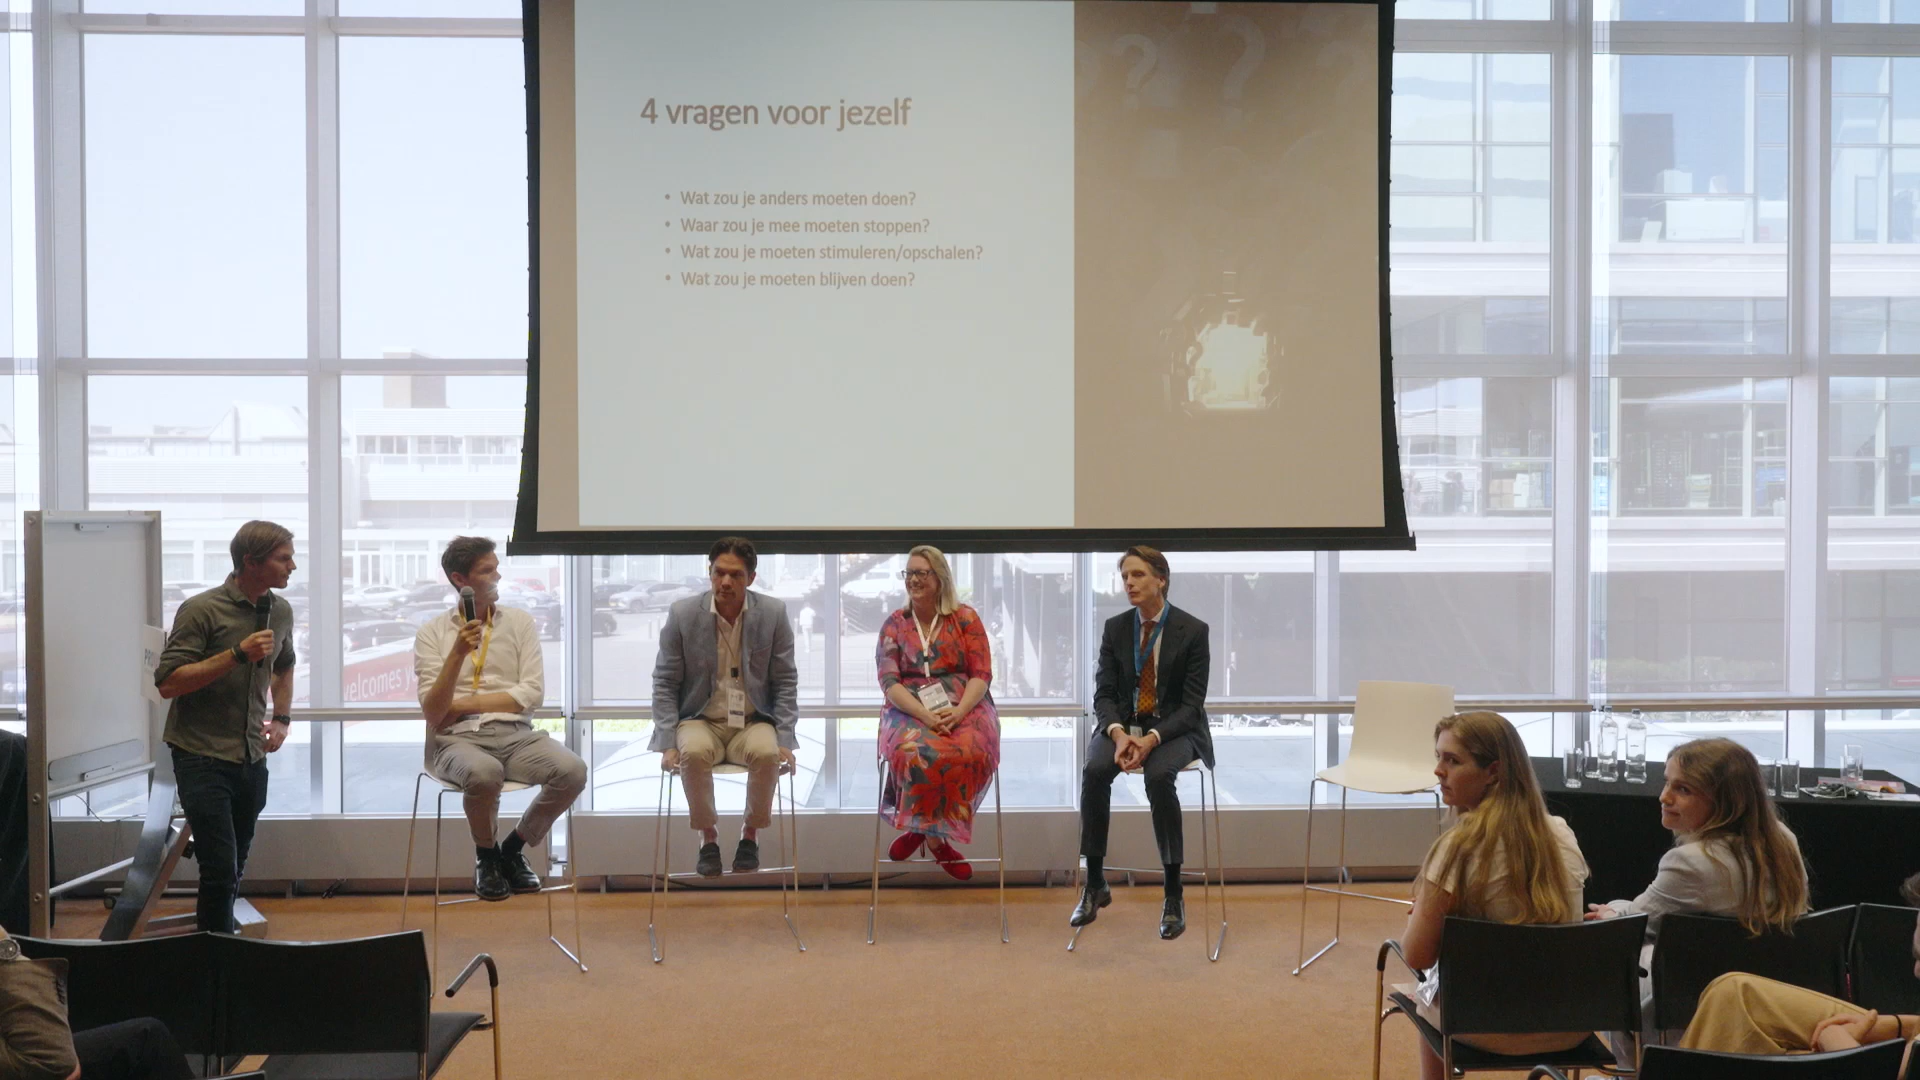 4 vragen voor jezelf
• Wat zou je anders moeten doen?
• Waar zou je mee moeten stoppen?
• Wat zou je moeten stimuleren/opschalen?
• Wat zou je moeten blijven doen?
welcomes